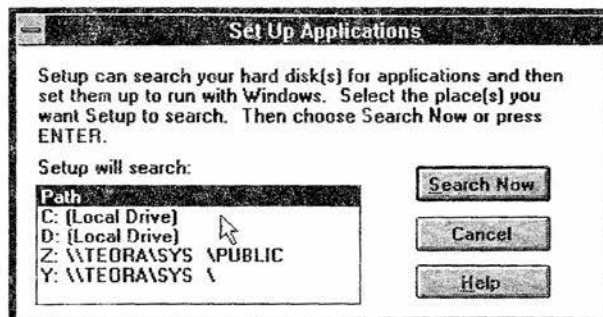 Set Up Applications
Setup can search your hard disk(s) for applications and then
set them up to run with Windows. Select the place(s) you
want Setup to search. Then choose Search Now or press
ENTER.
Setup will search:
Path
C: (Local Drive)
D: (Local Drive)
Z: \\TEORA\SYS \PUBLIC
Y: \\TEORA\SYS \
Search Now
Cancel
Help